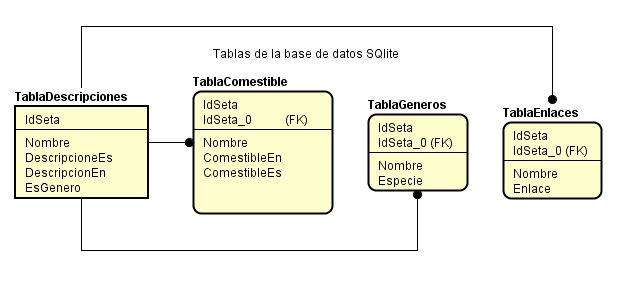 Tablas de la base de datos SQlite
TablaDescripciones
IdSeta
Nombre
DescripcioneEs
DescripcionEn
EsGenero
TablaComestible
IdSeta
IdSeta_0 (FK)
Nombre
ComestibleEn
ComestibleEs
TablaGeneros
IdSeta
IdSeta_0 (FK)
Nombre
Especie
TablaEnlaces
IdSeta
IdSeta_0 (FK)
Nombre
Enlace